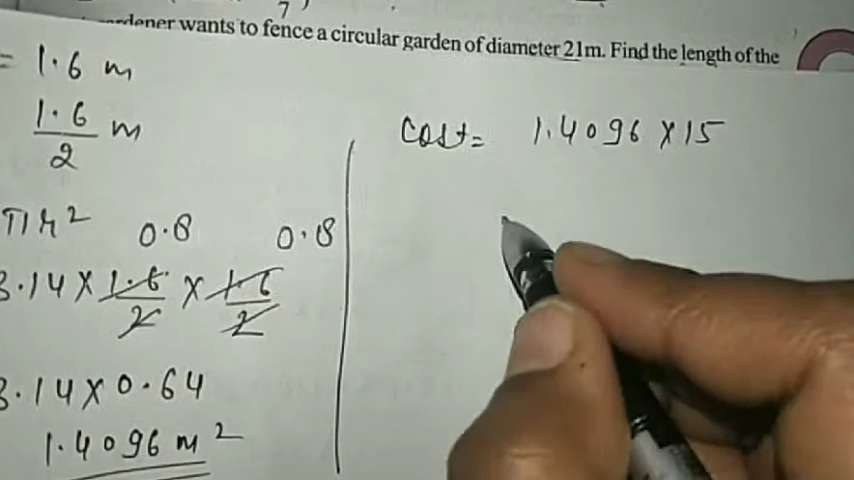 7
gardener wants to fence a circular garden of diameter 21m. Find the length of the
= 1.6 m
1.6/2 m
πr²
0.8 0.8
3.14 × 1.6/2 × 1.6/2
3.14 × 0.64
1.4096 m²
Cost = 1.4096 × 15